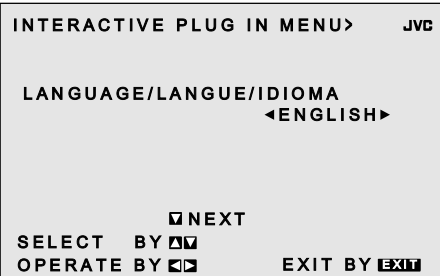 INTERACTIVE PLUG IN MENU> JVC
LANGUAGE/LANGUE/IDIOMA
◀ENGLISH▶
▼NEXT
SELECT BY ▲▼
OPERATE BY ◀▶ EXIT BY EXIT